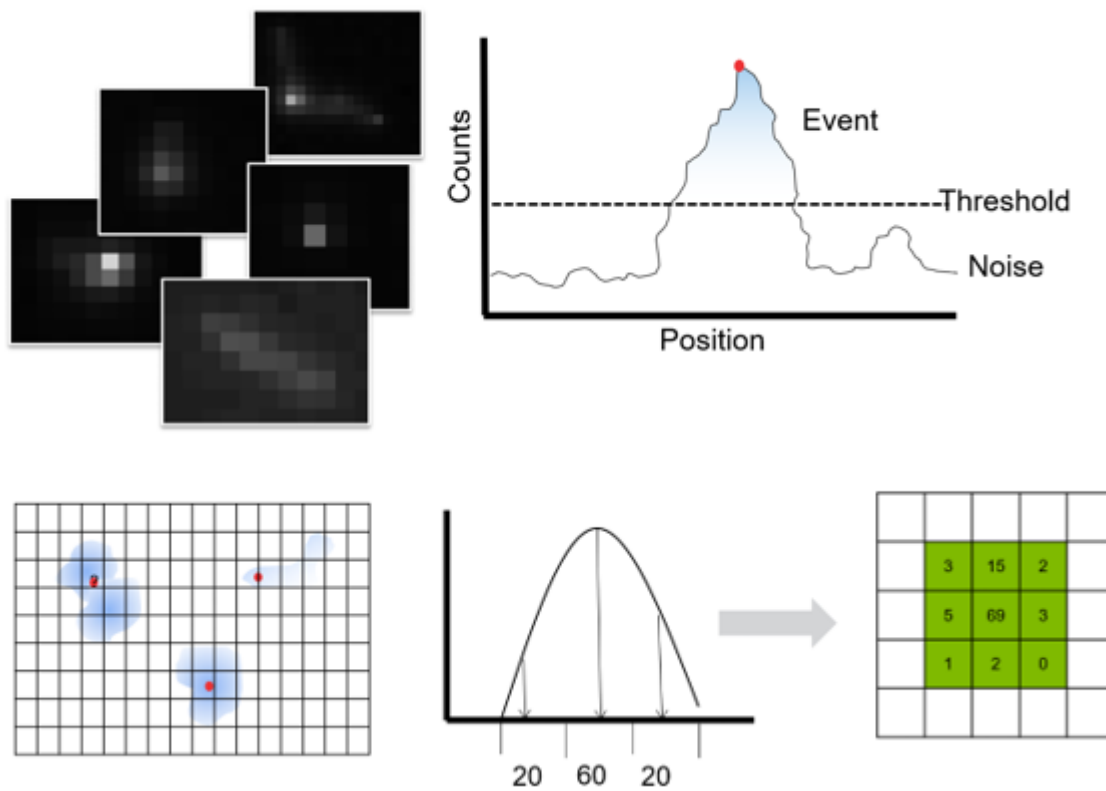 Counts
Event
Threshold
Noise
Position
20 60 20
3 15 2
5 69 3
1 2 0